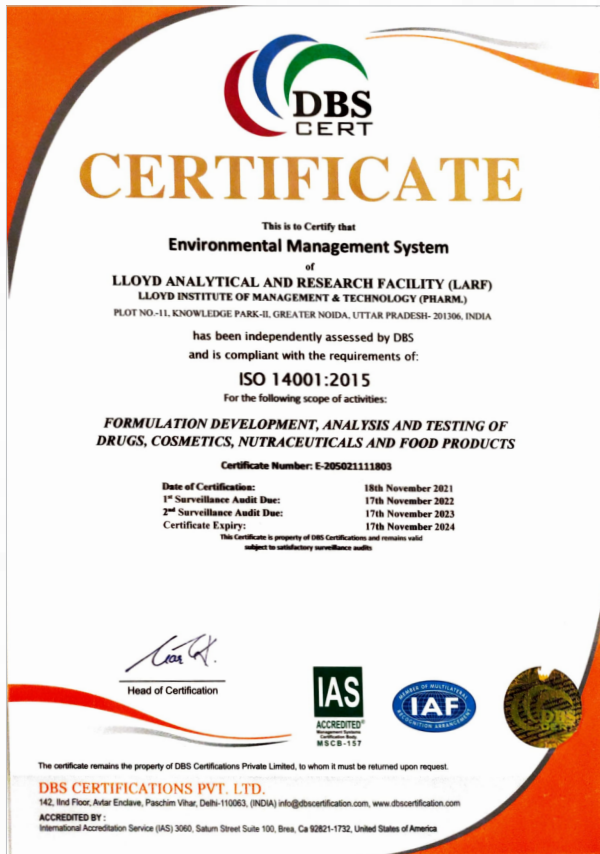 DBS
CERT
CERTIFICATE
This is to Certify that
Environmental Management System
of
LLOYD ANALYTICAL AND RESEARCH FACILITY (LARF)
LLOYD INSTITUTE OF MANAGEMENT & TECHNOLOGY (PHARM.)
PLOT NO.-11, KNOWLEDGE PARK-II, GREATER NOIDA, UTTAR PRADESH- 201306, INDIA
has been independently assessed by DBS
and is compliant with the requirements of:
ISO 14001:2015
For the following scope of activities:
FORMULATION DEVELOPMENT, ANALYSIS AND TESTING OF
DRUGS, COSMETICS, NUTRACEUTICALS AND FOOD PRODUCTS
Certificate Number: E-205021111803
Date of Certification: 18th November 2021
1st Surveillance Audit Due: 17th November 2022
2nd Surveillance Audit Due: 17th November 2023
Certificate Expiry: 17th November 2024
This Certificate is property of DBS Certifications and remains valid
subject to satisfactory surveillance audits
Head of Certification
IAS
ACCREDITED®
Management Systems
Certification Body
MSCB-157
MEMBER OF MULTILATERAL
RECOGNITION ARRANGEMENT
IAF
DBS
The certificate remains the property of DBS Certifications Private Limited, to whom it must be returned upon request.
DBS CERTIFICATIONS PVT. LTD.
142, IInd Floor, Avtar Enclave, Paschim Vihar, Delhi-110063, (INDIA) info@dbscertification.com, www.dbscertification.com
ACCREDITED BY :
International Accreditation Service (IAS) 3060, Saturn Street Suite 100, Brea, Ca 92821-1732, United States of America